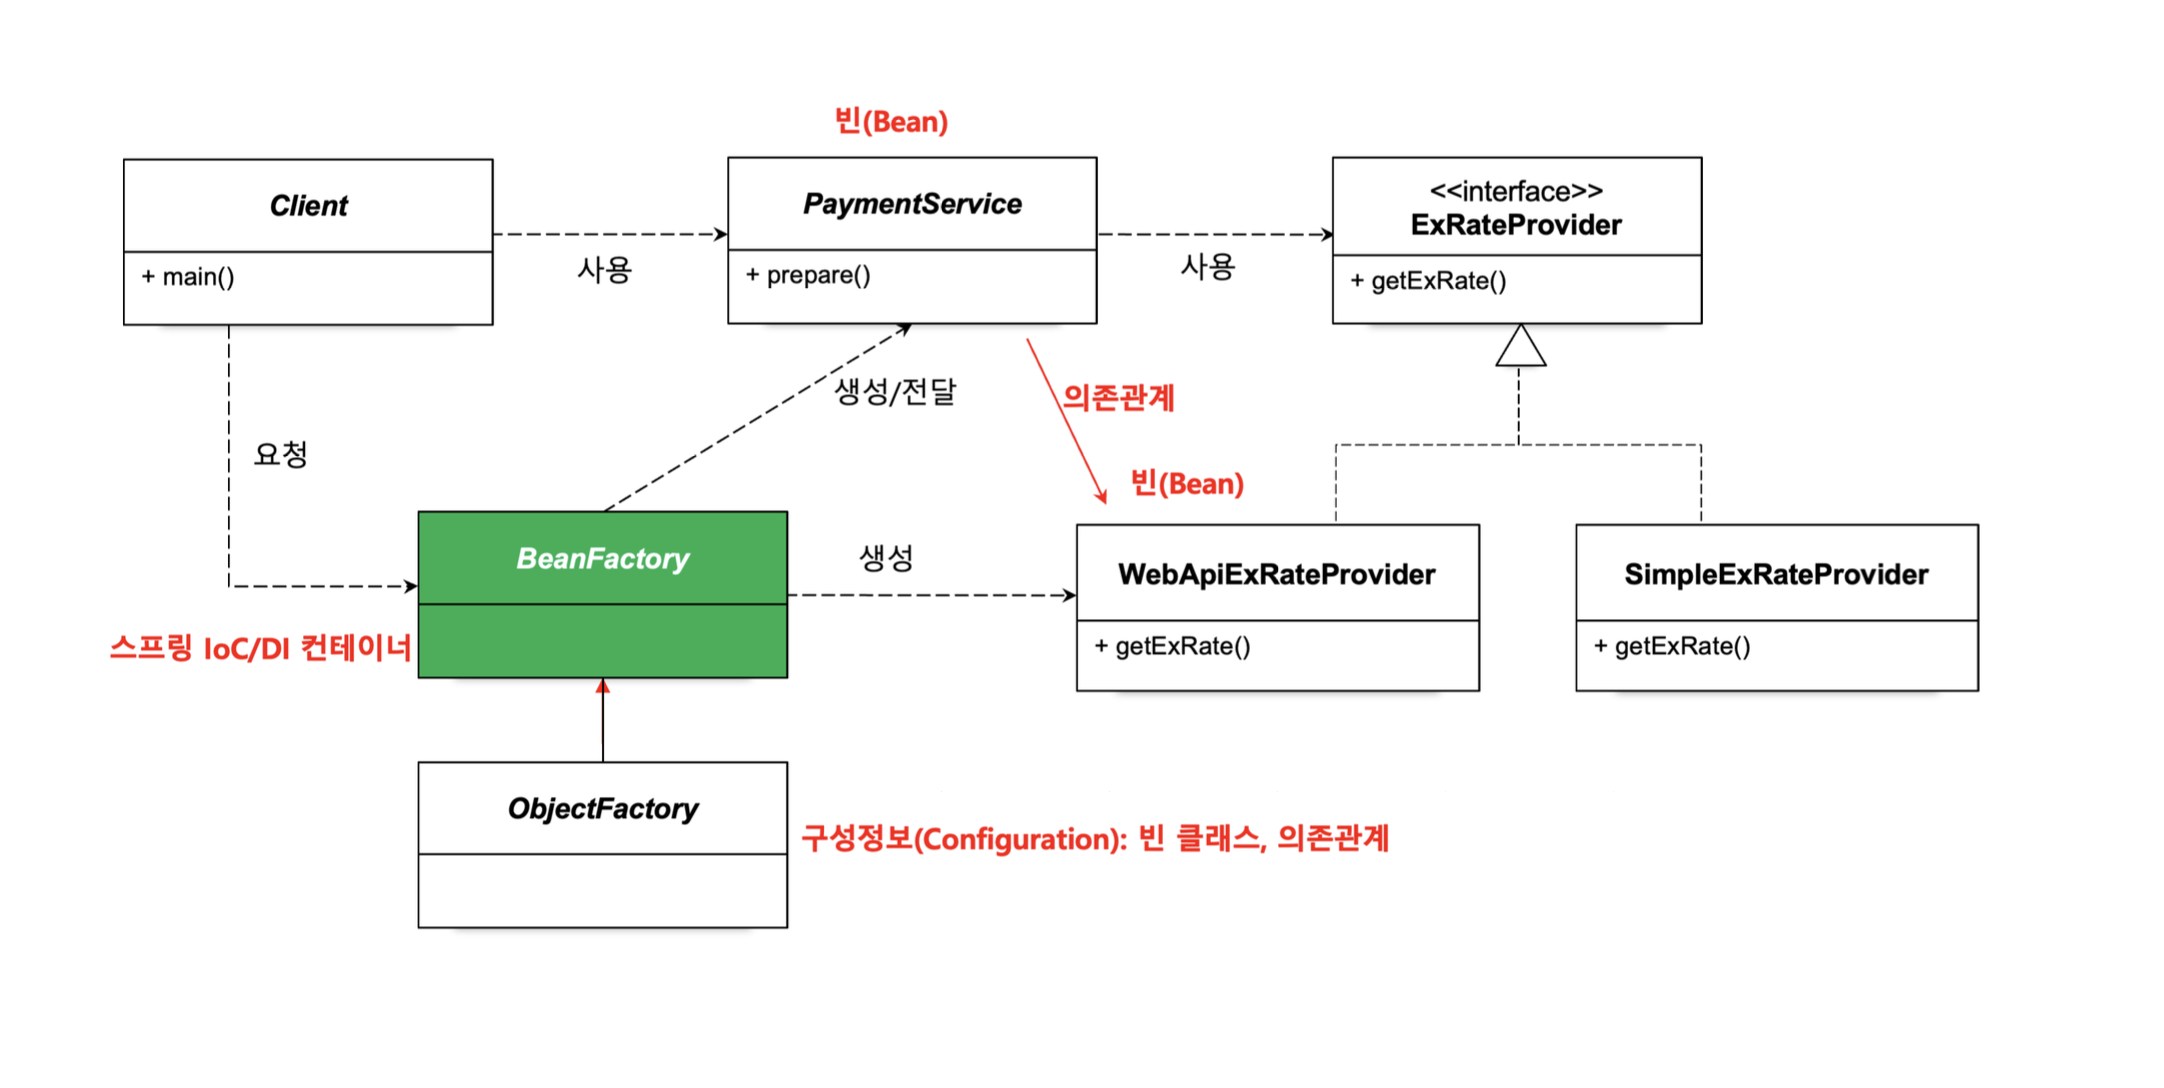 빈(Bean)
Client
+ main()
사용
PaymentService
+ prepare()
사용
<<interface>>
ExRateProvider
+ getExRate()
생성/전달
의존관계
요청
빈(Bean)
BeanFactory
생성
WebApiExRateProvider
+ getExRate()
SimpleExRateProvider
+ getExRate()
스프링 IoC/DI 컨테이너
ObjectFactory
구성정보(Configuration): 빈 클래스, 의존관계